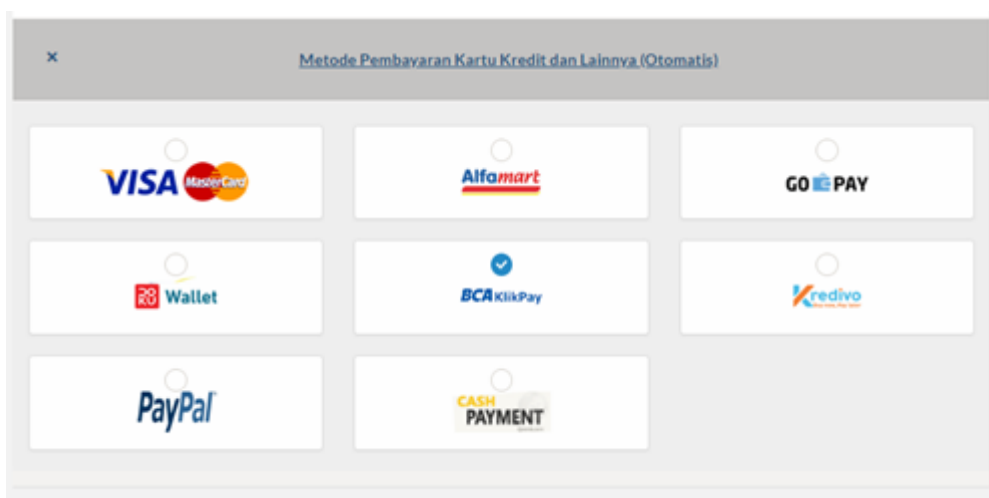 ×
Metode Pembayaran Kartu Kredit dan Lainnya (Otomatis)
VISA MasterCard
Alfamart
GO PAY
DOKU Wallet
BCA KlikPay
Kredivo
PayPal
CASH
PAYMENT